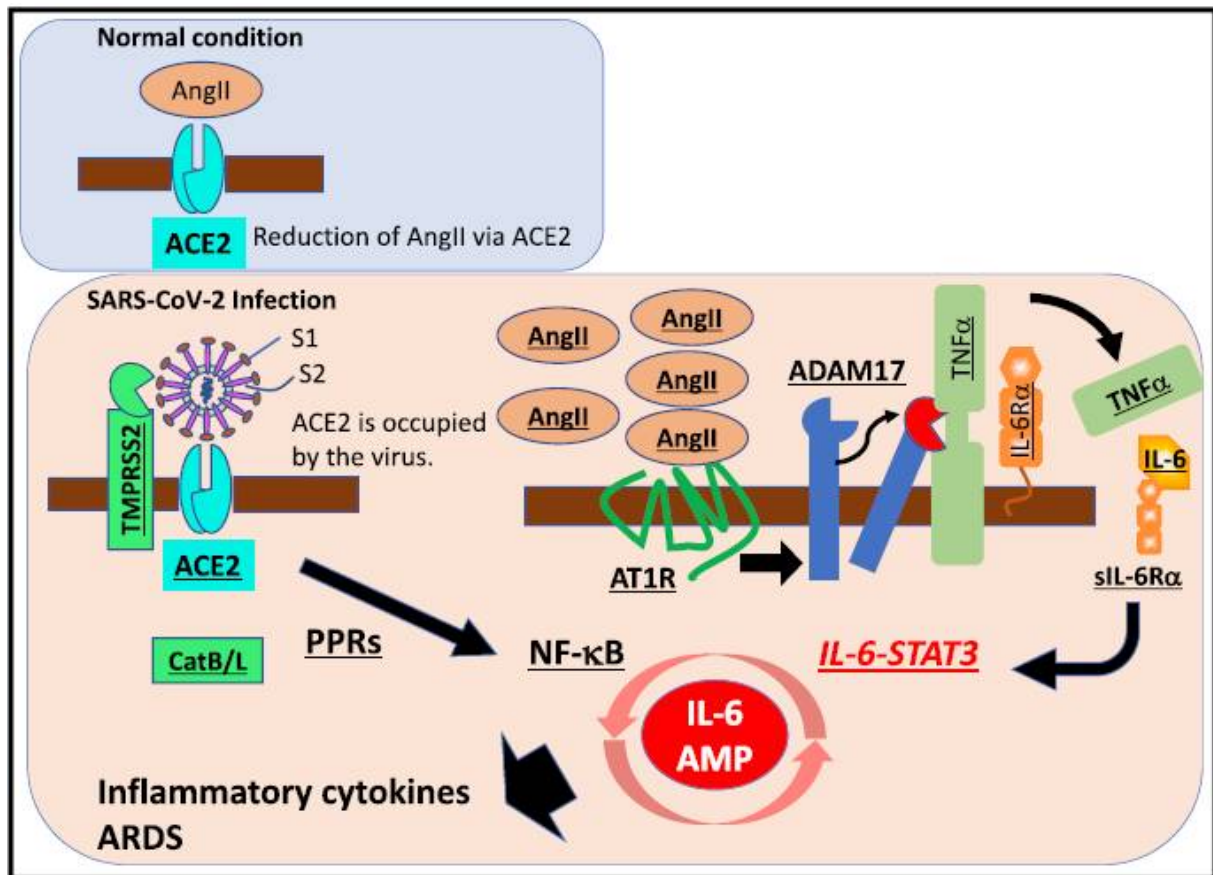 Normal condition
AngII
ACE2
Reduction of AngII via ACE2
SARS-CoV-2 Infection
S1
S2
ACE2 is occupied
by the virus.
TMPRSS2
ACE2
CatB/L
PPRs
AngII
AngII
AngII
AngII
AngII
AT1R
ADAM17
TNFα
IL-6Rα
TNFα
IL-6
sIL-6Rα
NF-κB
IL-6-STAT3
IL-6
AMP
Inflammatory cytokines
ARDS